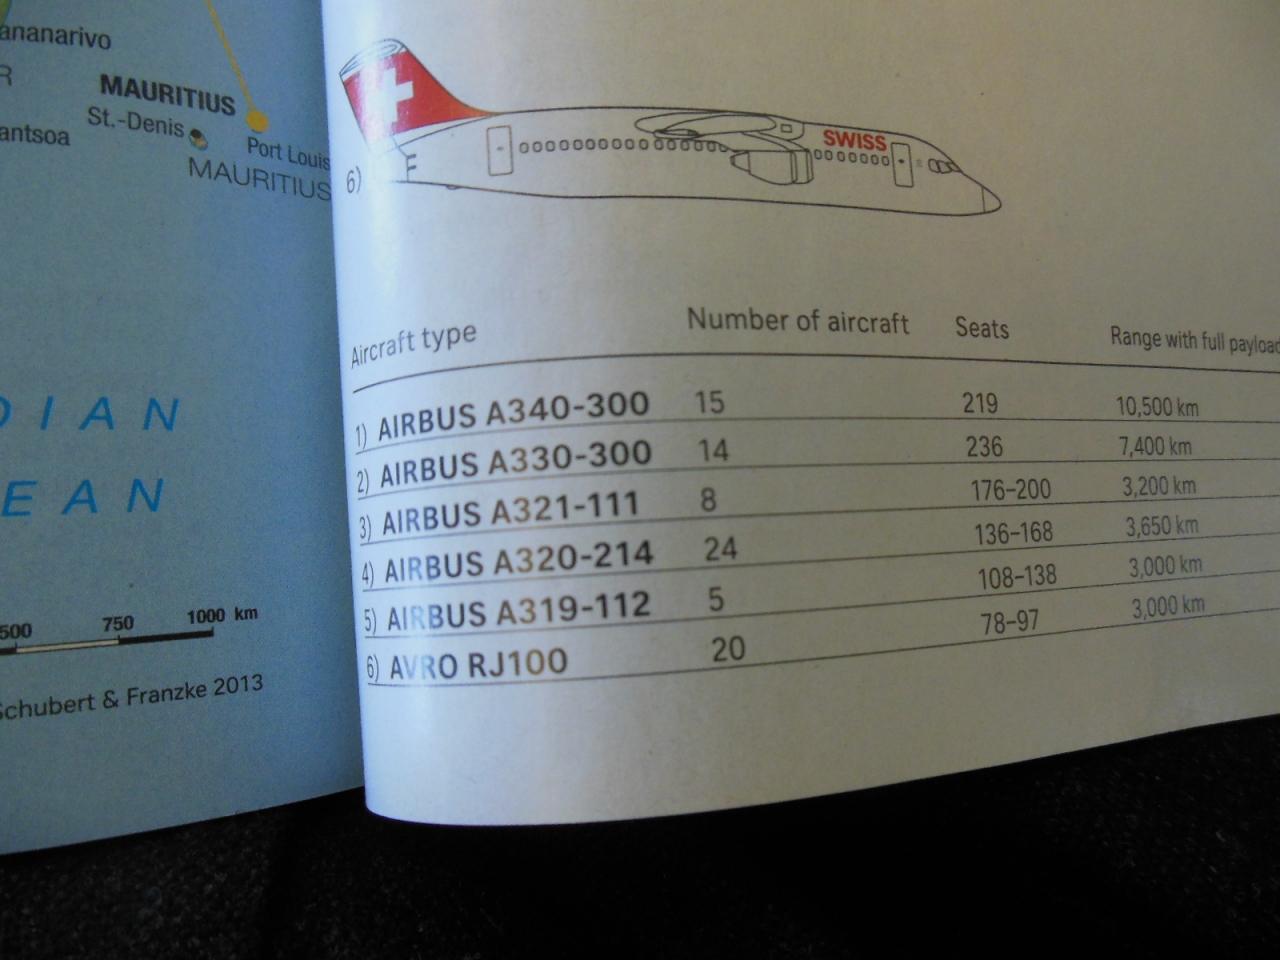 ananarivo
R
MAURITIUS
St.-Denis
antsoa
Port Louis
MAURITIUS
DIAN
EAN
500 750 1000 km
Schubert & Franzke 2013
SWISS
6)
Aircraft type Number of aircraft Seats Range with full payload
1) AIRBUS A340-300 15 219 10,500 km
2) AIRBUS A330-300 14 236 7,400 km
3) AIRBUS A321-111 8 176–200 3,200 km
4) AIRBUS A320-214 24 136–168 3,650 km
5) AIRBUS A319-112 5 108–138 3,000 km
6) AVRO RJ100 20 78–97 3,000 km